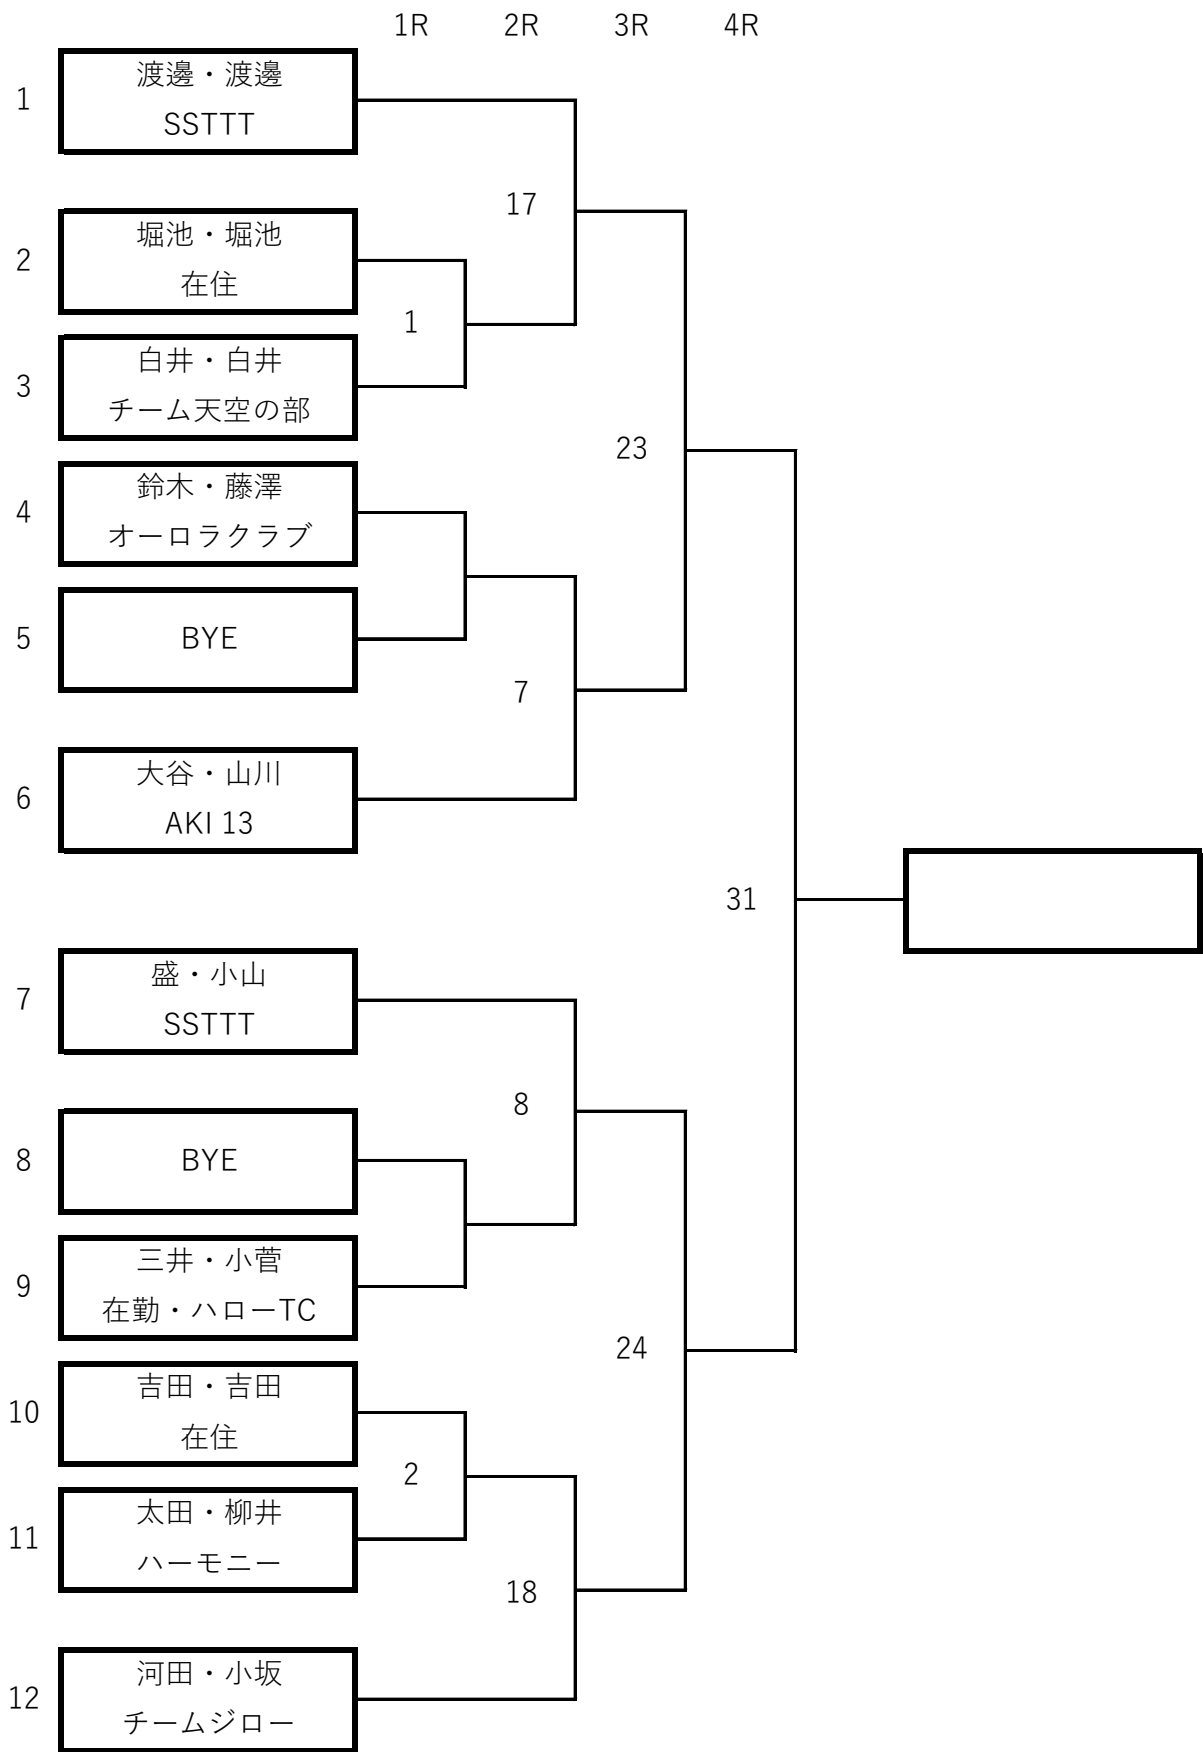 1R 2R 3R 4R
1
渡邊・渡邊
SSTTT
17
2
堀池・堀池
在住
1
3
白井・白井
チーム天空の部
23
4
鈴木・藤澤
オーロラクラブ
5
BYE
7
6
大谷・山川
AKI 13
31
7
盛・小山
SSTTT
8
8
BYE
9
三井・小菅
在勤・ハローTC
24
10
吉田・吉田
在住
2
11
太田・柳井
ハーモニー
18
12
河田・小坂
チームジロー